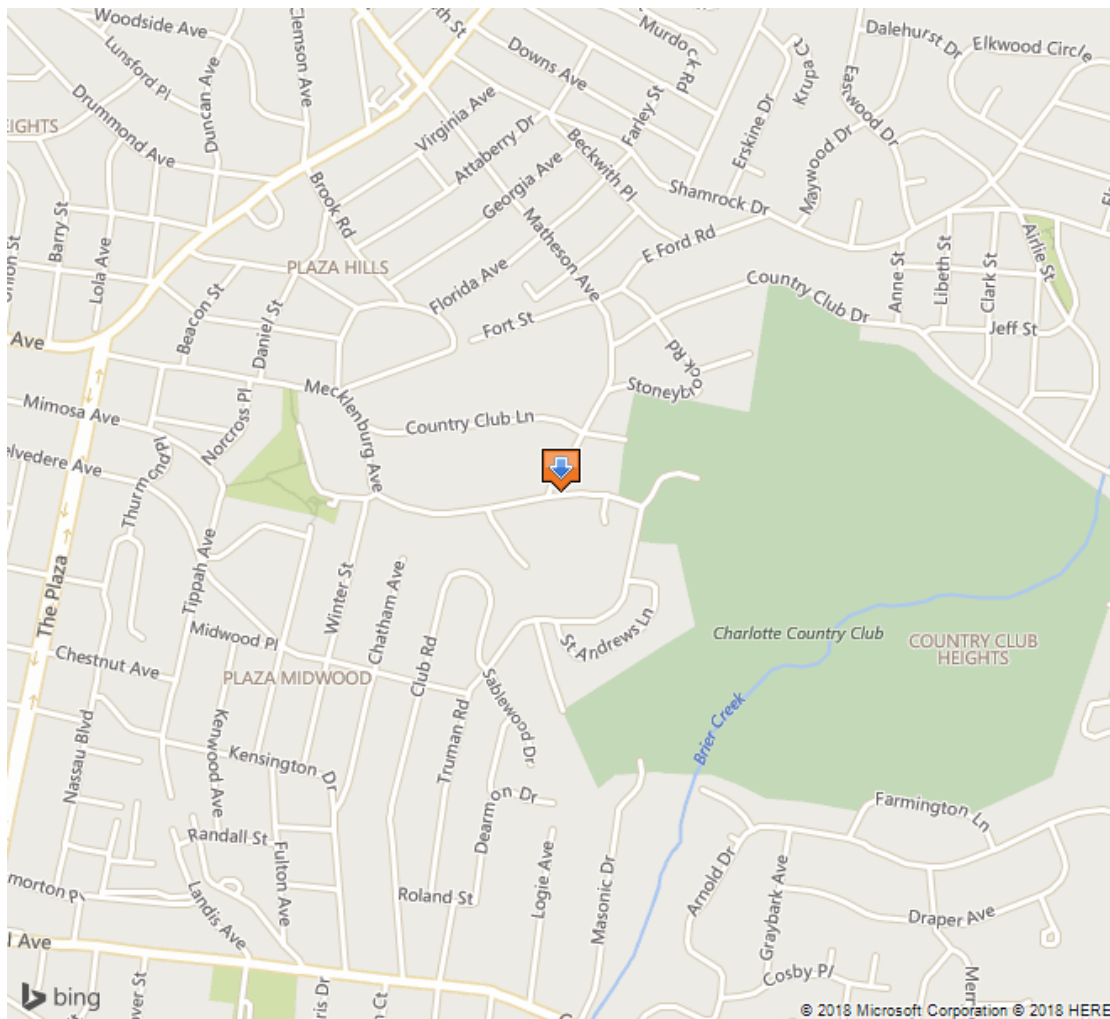 Woodside Ave
Lunsford Pl
Duncan Ave
Clemson Ave
Drummond Ave
Downs Ave
Murdock Rd
Krupa Ct
Dalehurst Dr
Elkwood Circle
Eastwood Dr
Virginia Ave
Attaberry Dr
Georgia Ave
Farley St
Beckwith Pl
Erskine Dr
Maywood Dr
Shamrock Dr
Barry St
Lola Ave
Brook Rd
PLAZA HILLS
Matheson Ave
E Ford Rd
Florida Ave
Fort St
Country Club Dr
Anne St
Libeth St
Clark St
Airlie St
Jeff St
Beacon St
Daniel St
Ave
Mimosa Ave
Norcross Pl
Mecklenburg Ave
Country Club Ln
Stoneybrook Rd
elvedere Ave
Thurmond Pl
The Plaza
Tippah Ave
Winter St
Chatham Ave
Midwood Pl
Club Rd
St Andrews Ln
Charlotte Country Club
COUNTRY CLUB
HEIGHTS
Chestnut Ave
PLAZA MIDWOOD
Sablewood Dr
Brier Creek
Nassau Blvd
Kenwood Ave
Kensington Dr
Truman Rd
Dearmon Dr
Farmington Ln
Randall St
Fulton Ave
Landis Ave
Roland St
Logie Ave
Masonic Dr
Arnold Dr
Graybark Ave
Draper Ave
Cosby Pl
bing
© 2018 Microsoft Corporation © 2018 HERE